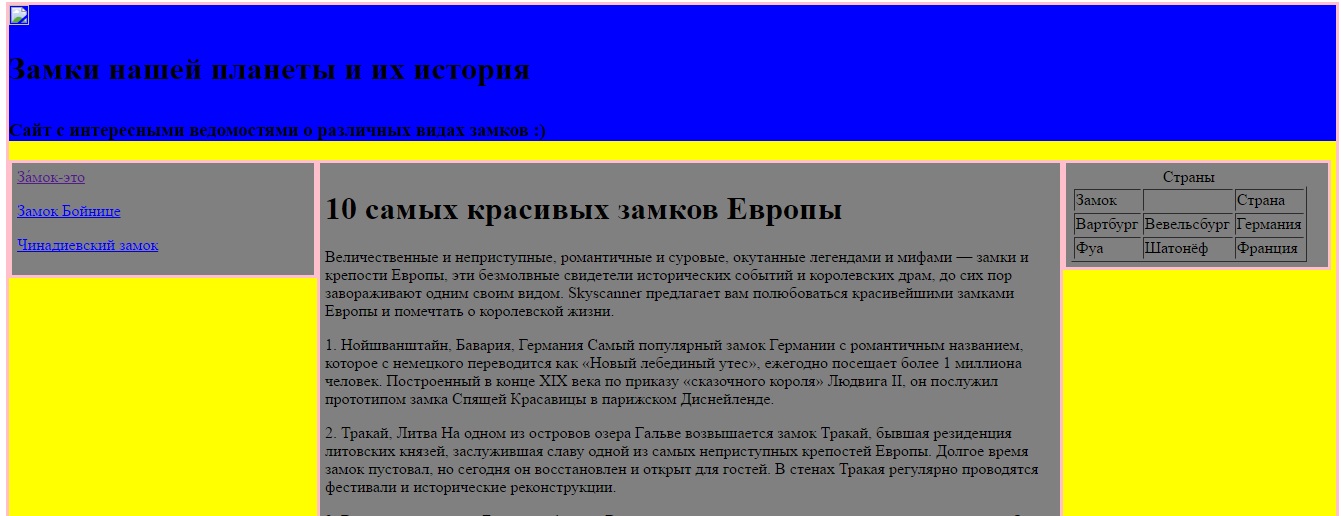 Замки нашей планеты и их история
Сайт с интересными ведомостями о различных видах замков :)
За́мок-это
Замок Бойнице
Чинадиевский замок
10 самых красивых замков Европы
Величественные и неприступные, романтичные и суровые, окутанные легендами и мифами — замки и
крепости Европы, эти безмолвные свидетели исторических событий и королевских драм, до сих пор
завораживают одним своим видом. Skyscanner предлагает вам полюбоваться красивейшими замками
Европы и помечтать о королевской жизни.
1. Нойшванштайн, Бавария, Германия Самый популярный замок Германии с романтичным названием,
которое с немецкого переводится как «Новый лебединый утес», ежегодно посещает более 1 миллиона
человек. Построенный в конце XIX века по приказу «сказочного короля» Людвига II, он послужил
прототипом замка Спящей Красавицы в парижском Диснейленде.
2. Тракай, Литва На одном из островов озера Гальве возвышается замок Тракай, бывшая резиденция
литовских князей, заслужившая славу одной из самых неприступных крепостей Европы. Долгое время
замок пустовал, но сегодня он восстановлен и открыт для гостей. В стенах Тракая регулярно проводятся
фестивали и исторические реконструкции.
Страны
Замок Страна
Вартбург Вевельсбург Германия
Фуа Шатонёф Франция